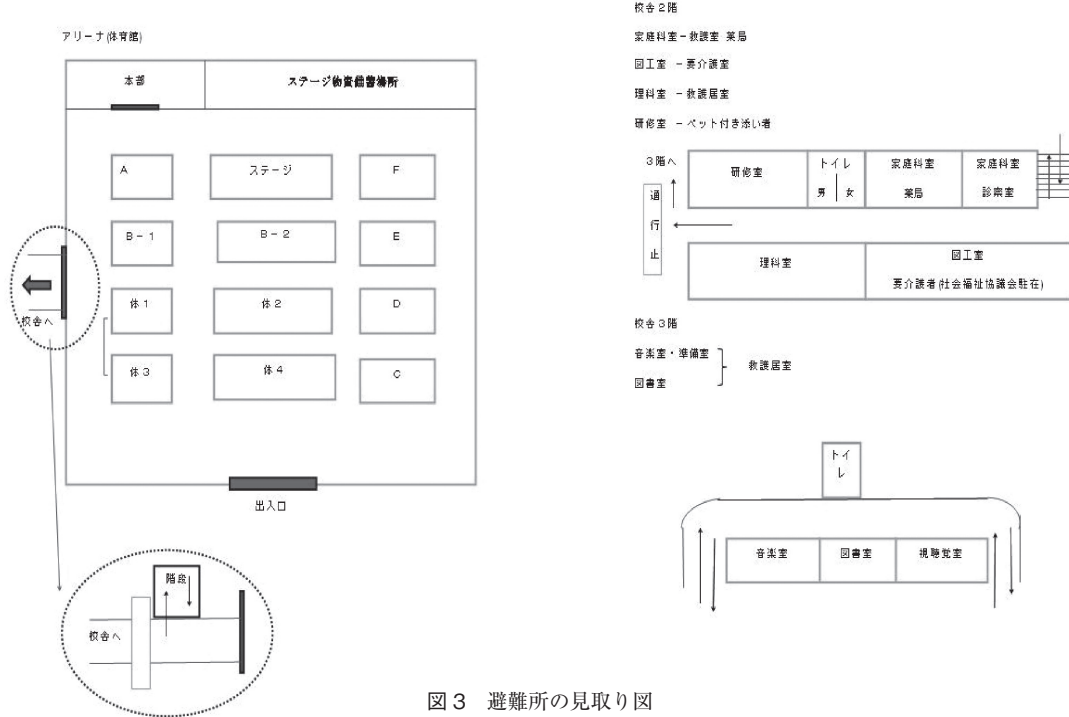 アリーナ(体育館)
本部
ステージ物資備蓄場所
A
ステージ
F
B－1
B－2
E
体1
体2
D
体3
体4
C
校舎へ
出入口
階段
校舎へ
校舎2階
家庭科室－救護室 薬局
図工室 －要介護室
理科室 －救護居室
研修室 －ペット付き添い者
3階へ
通行止
研修室
トイレ
男
女
家庭科室
薬局
家庭科室
診察室
理科室
図工室
要介護者(社会福祉協議会駐在)
校舎3階
音楽室・準備室
図書室
救護居室
トイレ
音楽室
図書室
視聴覚室
図3 避難所の見取り図